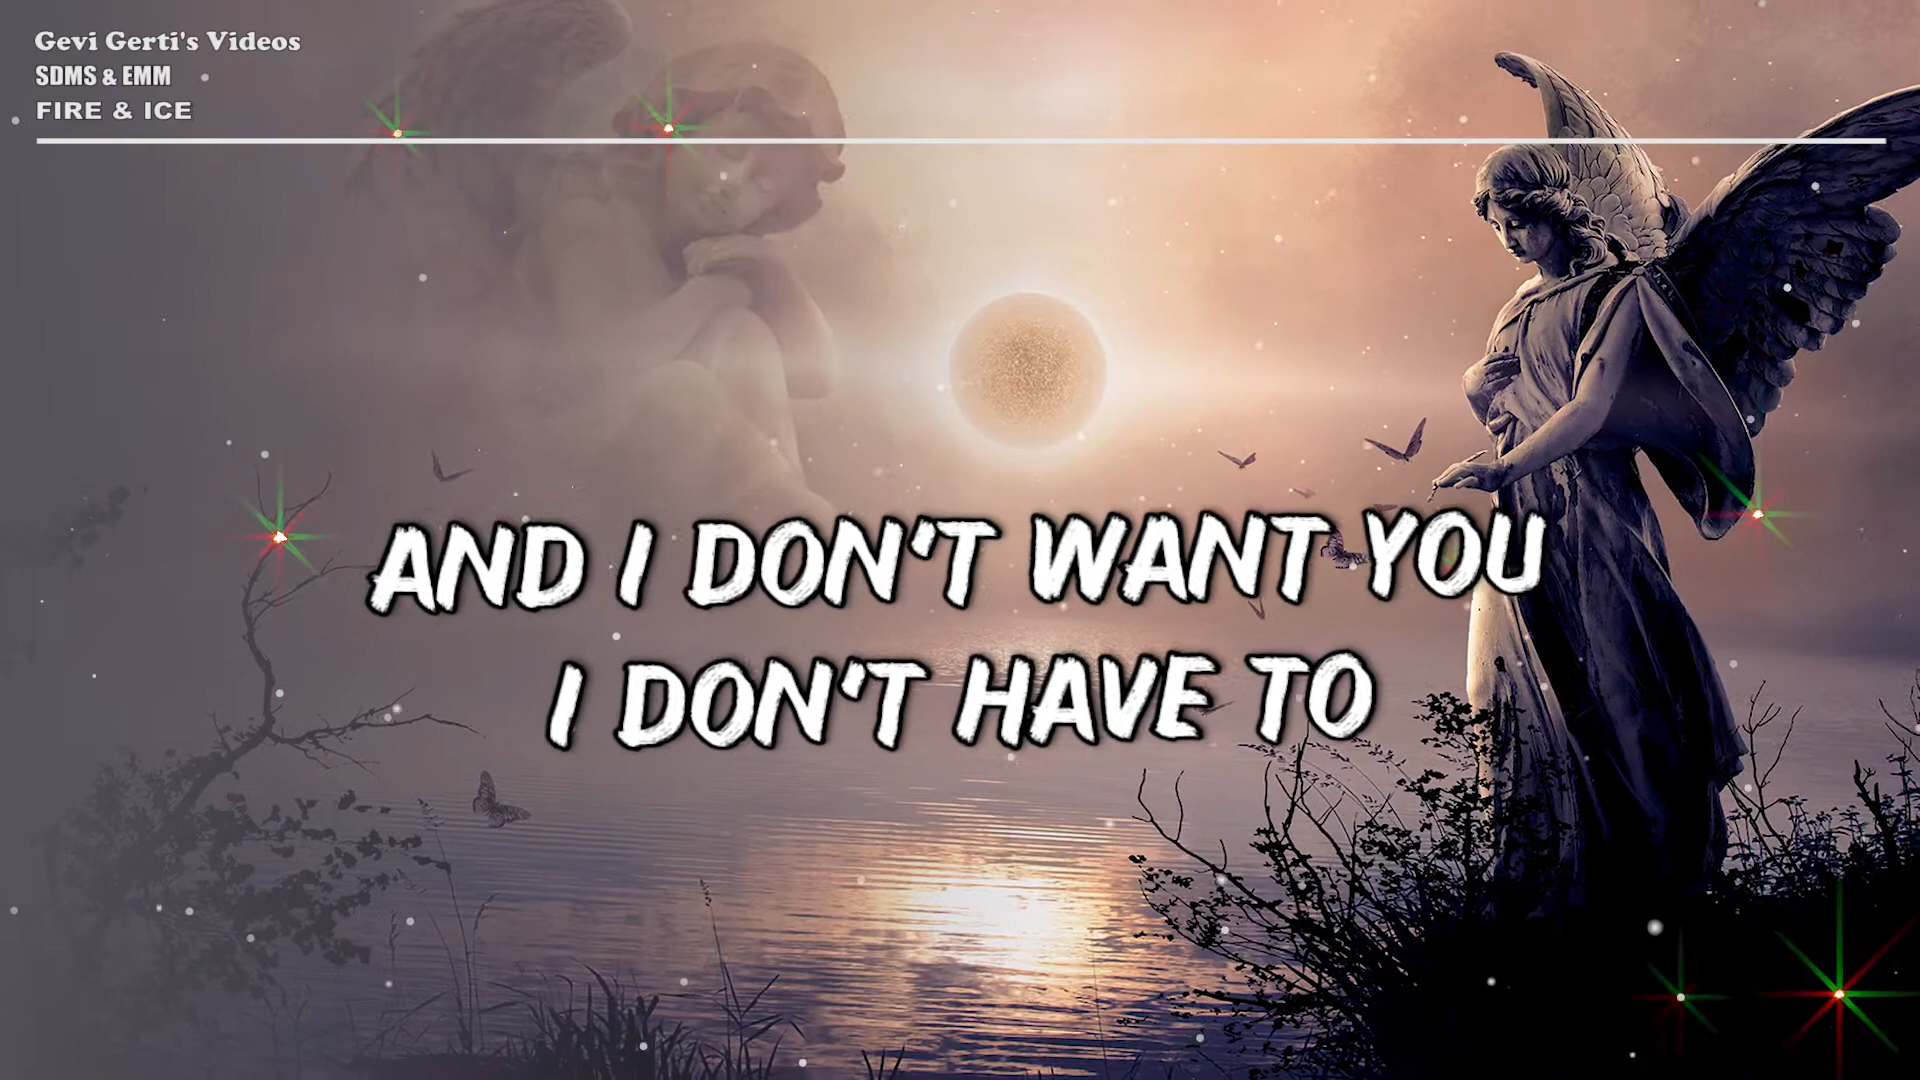 Gevi Gerti's Videos
SDMS & EMM
FIRE & ICE
AND I DON'T WANT YOU
I DON'T HAVE TO